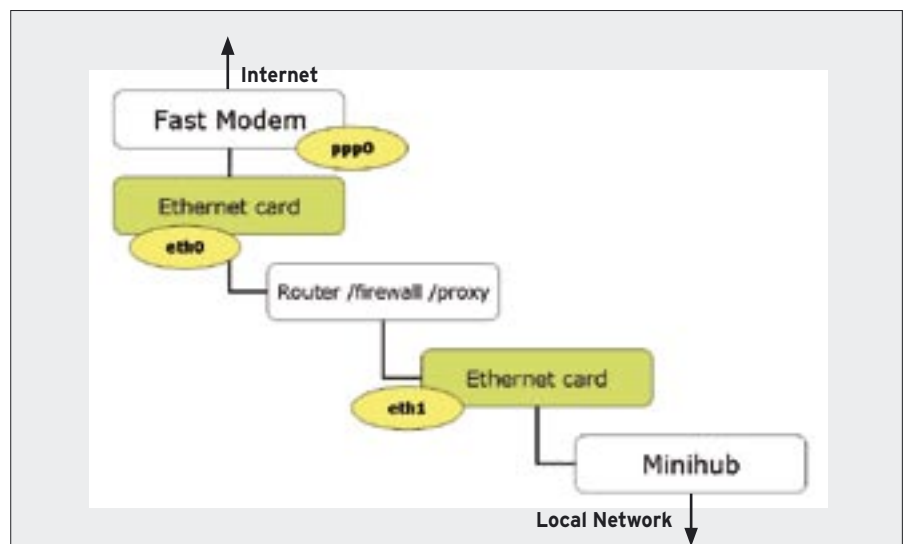 Internet
Fast Modem
ppp0
Ethernet card
eth0
Router /firewall /proxy
Ethernet card
eth1
Minihub
Local Network